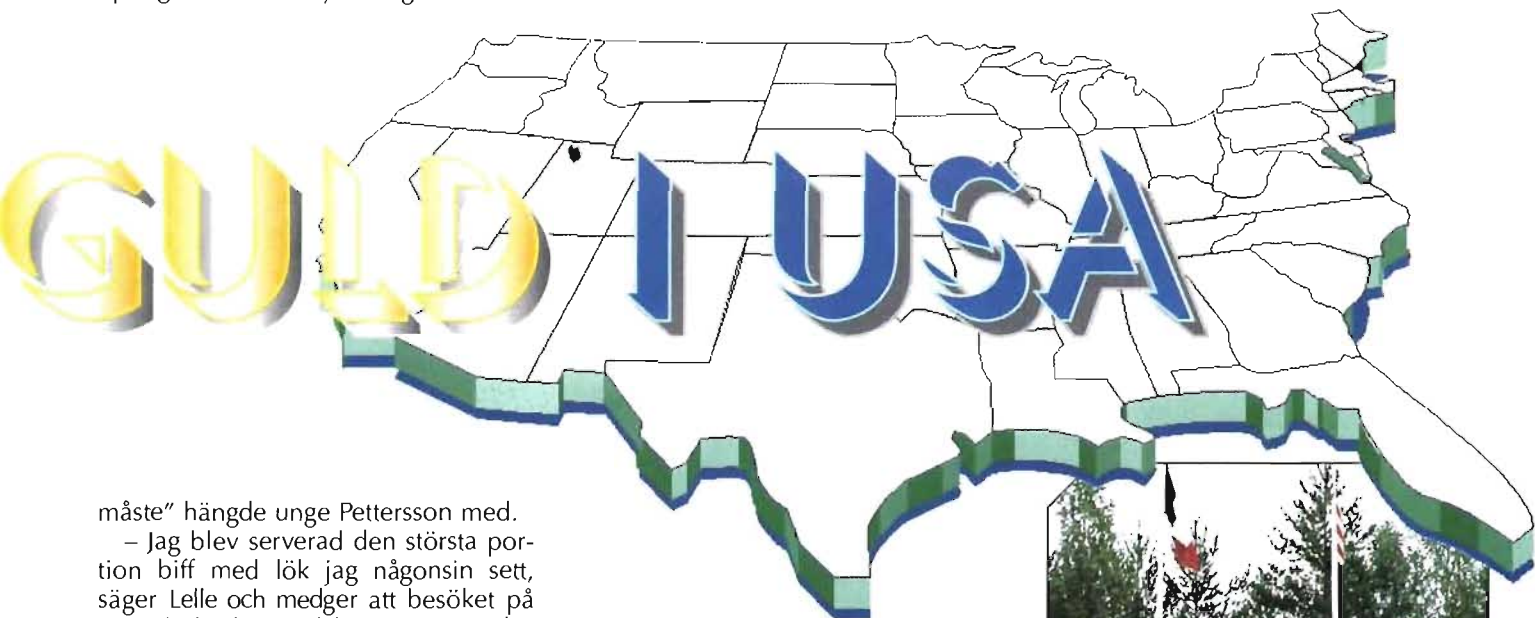 GULD I USA
måste” hängde unge Pettersson med.
– Jag blev serverad den största por-
tion biff med lök jag någonsin sett,
säger Lelle och medger att besöket på